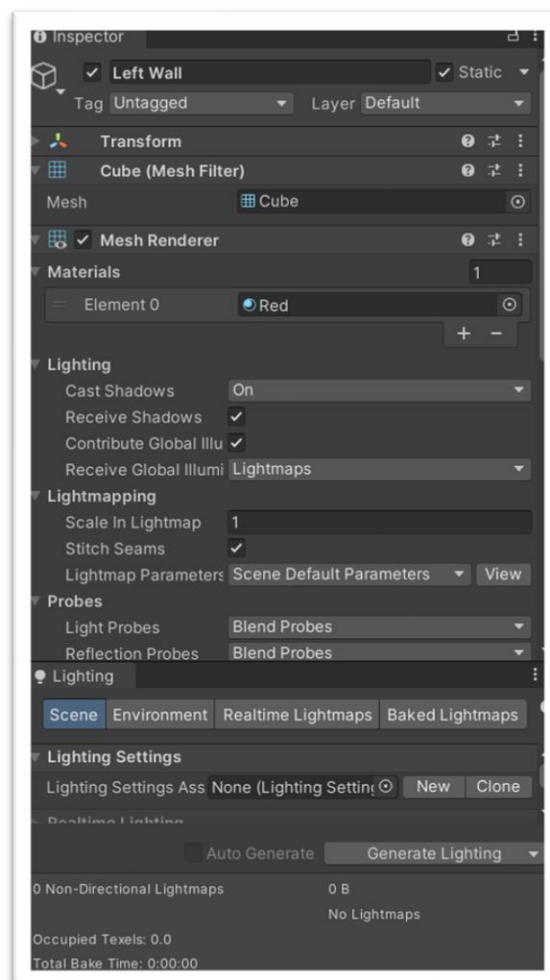 Inspector
Left Wall Static
Tag Untagged Layer Default
Transform
Cube (Mesh Filter)
Mesh Cube
Mesh Renderer
Materials 1
Element 0 Red
+ −
Lighting
Cast Shadows On
Receive Shadows
Contribute Global Illu
Receive Global Illumi Lightmaps
Lightmapping
Scale In Lightmap 1
Stitch Seams
Lightmap Parameters Scene Default Parameters View
Probes
Light Probes Blend Probes
Reflection Probes Blend Probes
Lighting
Scene Environment Realtime Lightmaps Baked Lightmaps
Lighting Settings
Lighting Settings Ass None (Lighting Setting New Clone
Realtime Lighting
Auto Generate Generate Lighting
0 Non-Directional Lightmaps 0 B
No Lightmaps
Occupied Texels: 0.0
Total Bake Time: 0:00:00